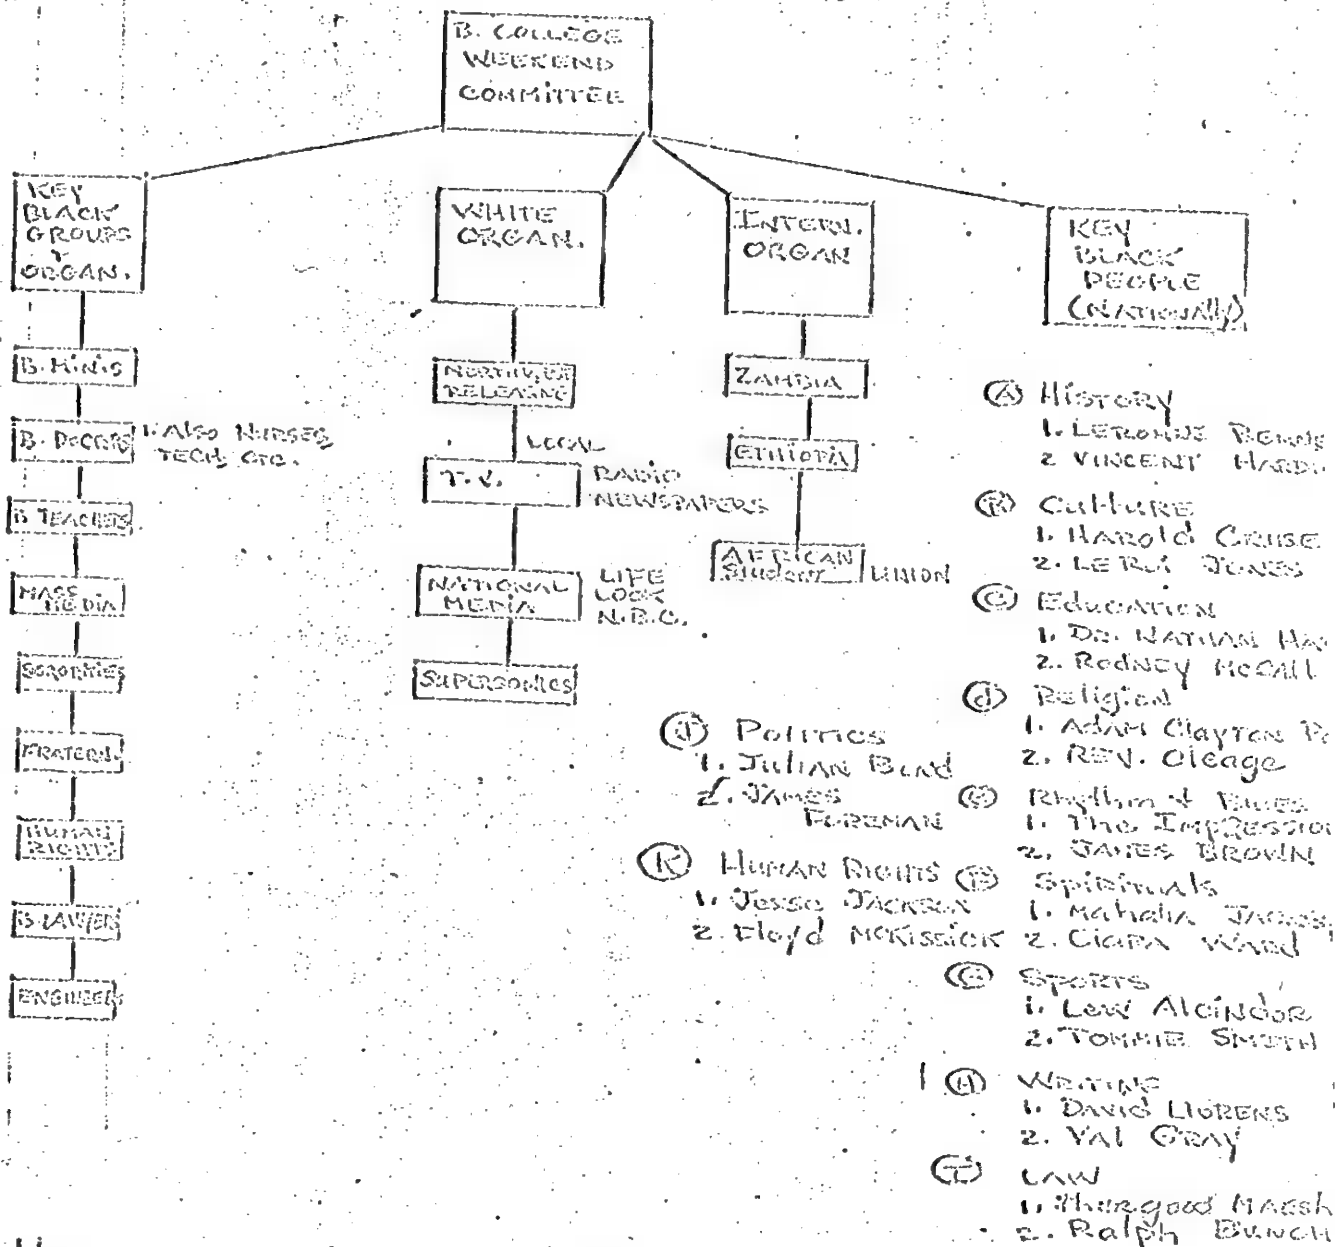 B. COLLEGE
WEEKEND
COMMITTEE
KEY
BLACK
GROUPS
+
ORGAN.
B. MINIS
B. DOCTRS
1. ALSO NURSES,
TECH, ETC.
B TEACHERS
MASS
MEDIA
SORORITIES
FRATERN.
HUMAN
RIGHTS
B. LAWYERS
ENGINEERS
WHITE
ORGAN.
RELEASING
LOCAL
T.V.
RADIO
NEWSPAPERS
NATIONAL
MEDIA
LIFE
LOOK
N.B.C.
SUPERSONICS
INTERN.
ORGAN
ZAMBIA
ETHIOPIA
AFRICAN
STUDENT UNION
KEY
BLACK
PEOPLE
(NATIONALLY)
(A) HISTORY
1. LERONNE BENNE
2 VINCENT HARDI
(B) CULTURE
1. HAROLD CRUSE
2. LEROI JONES
(C) EDUCATION
1. DR. NATHAN HA
2. RODNEY McCALL
(d) Religion
1. ADAM Clayton Po
2. REV. Cleage
(E) Rhythm + BLUES
1. The IMPRESSION
2. JAMES BROWN
(F) Spirituals
1. Mahalia JACKSO
2. CLARA WARD
(G) SPORTS
1. Lew Alcindor
2. TOMMIE SMITH
(H) WRITING
1. DAVID LLORENS
2. VAL GRAY
(I) LAW
1. Thurgood MARSH
2. Ralph BUNCH
(J) POLITICS
1. JULIAN BOND
2. JAMES
FOREMAN
(K) HUMAN RIGHTS
1. Jesse JACKSON
2. Floyd McKISSICK